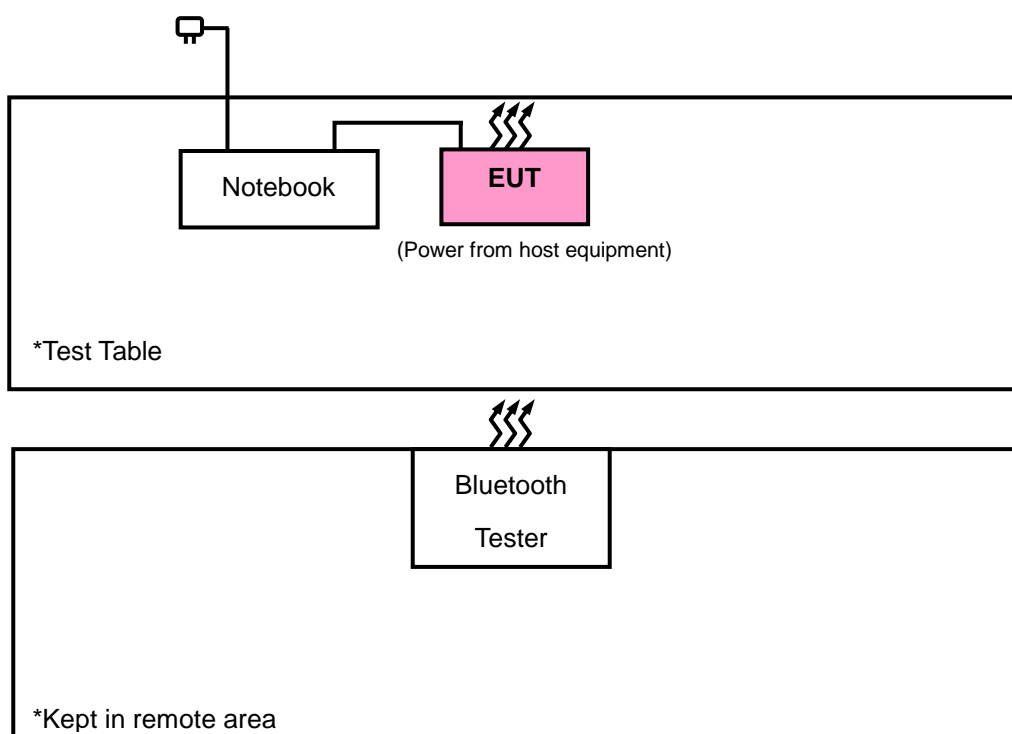 Notebook
EUT
(Power from host equipment)
*Test Table
Bluetooth
Tester
*Kept in remote area